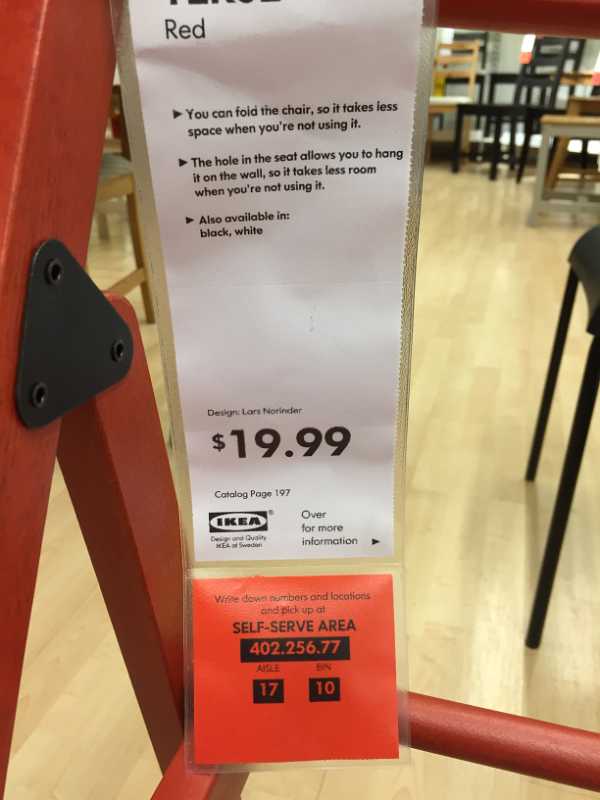 Red
▶ You can fold the chair, so it takes less
space when you're not using it.
▶ The hole in the seat allows you to hang
it on the wall, so it takes less room
when you're not using it.
▶ Also available in:
black, white
Design: Lars Norinder
$19.99
Catalog Page 197
IKEA®
Design and Quality
IKEA of Sweden
Over
for more
information ▶
Write down numbers and locations
and pick up at
SELF-SERVE AREA
402.256.77
AISLE BIN
17 10